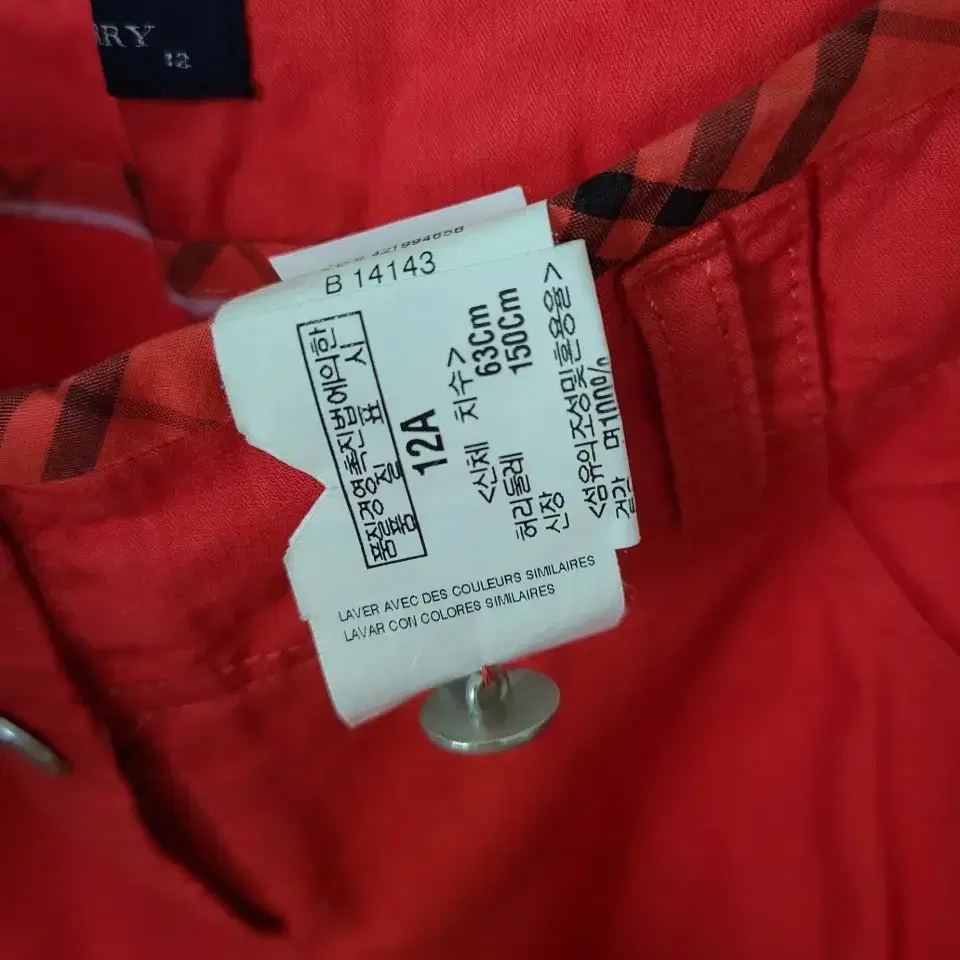 RRY
12
421994656
B 14143
품질경영촉진법에의한
품질표시
12A
<신체 치수>
허리둘레 63Cm
신장 150Cm
<섬유의조성및혼용율>
겉감 면100%
LAVER AVEC DES COULEURS SIMILAIRES
LAVAR CON COLORES SIMILAIRES